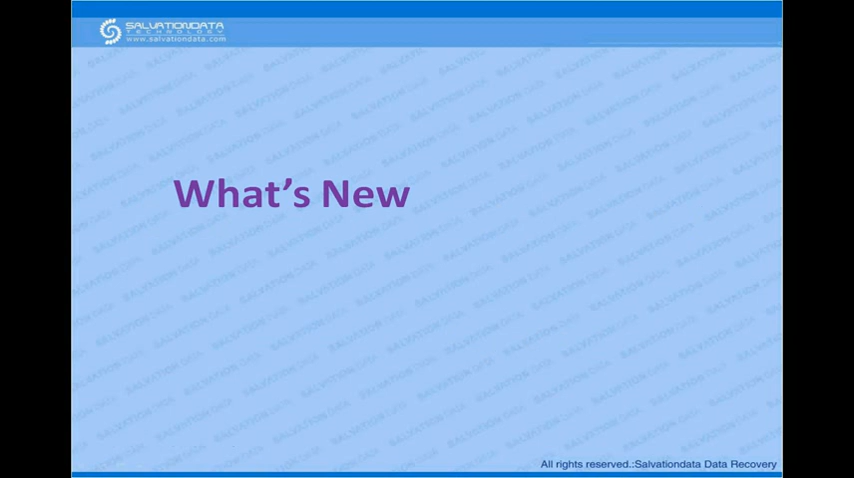 SALVATIONDATA
TECHNOLOGY
www.salvationdata.com
What's New
All rights reserved.:Salvationdata Data Recovery